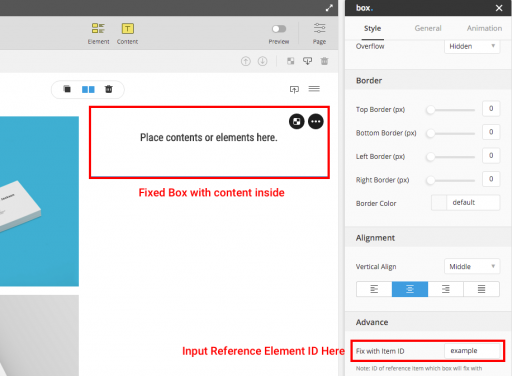 box.
Element
Content
Preview
Page
Style
General
Animation
Overflow
Hidden
Border
Top Border (px)
0
Bottom Border (px)
0
Left Border (px)
0
Right Border (px)
0
Border Color
default
Alignment
Vertical Align
Middle
Advance
Fix with Item ID
example
Note: ID of reference item which box will fix with
Place contents or elements here.
Fixed Box with content inside
Input Reference Element ID Here